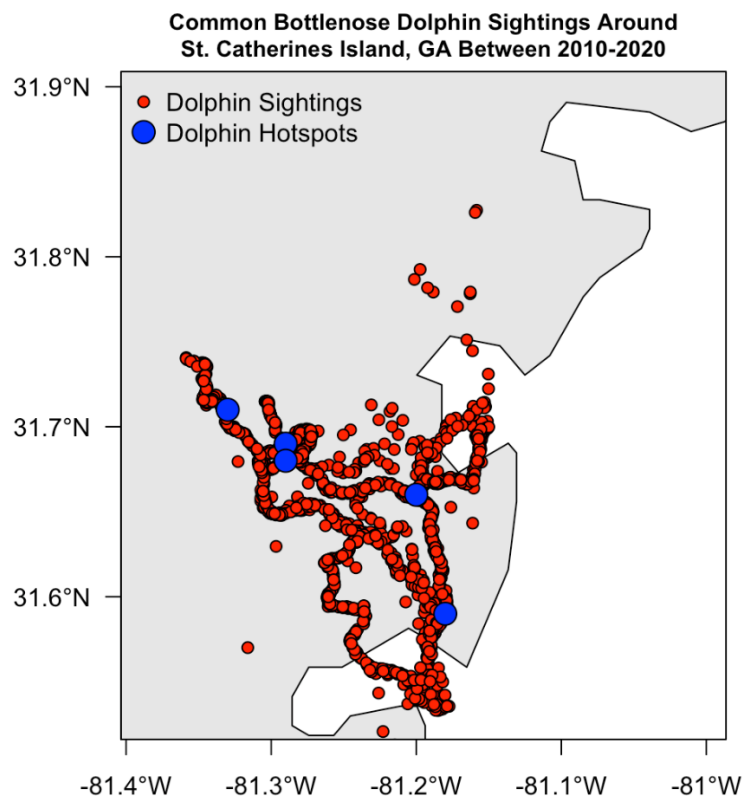 Common Bottlenose Dolphin Sightings Around
St. Catherines Island, GA Between 2010-2020
Dolphin Sightings
Dolphin Hotspots
31.9°N
31.8°N
31.7°N
31.6°N
-81.4°W
-81.3°W
-81.2°W
-81.1°W
-81°W